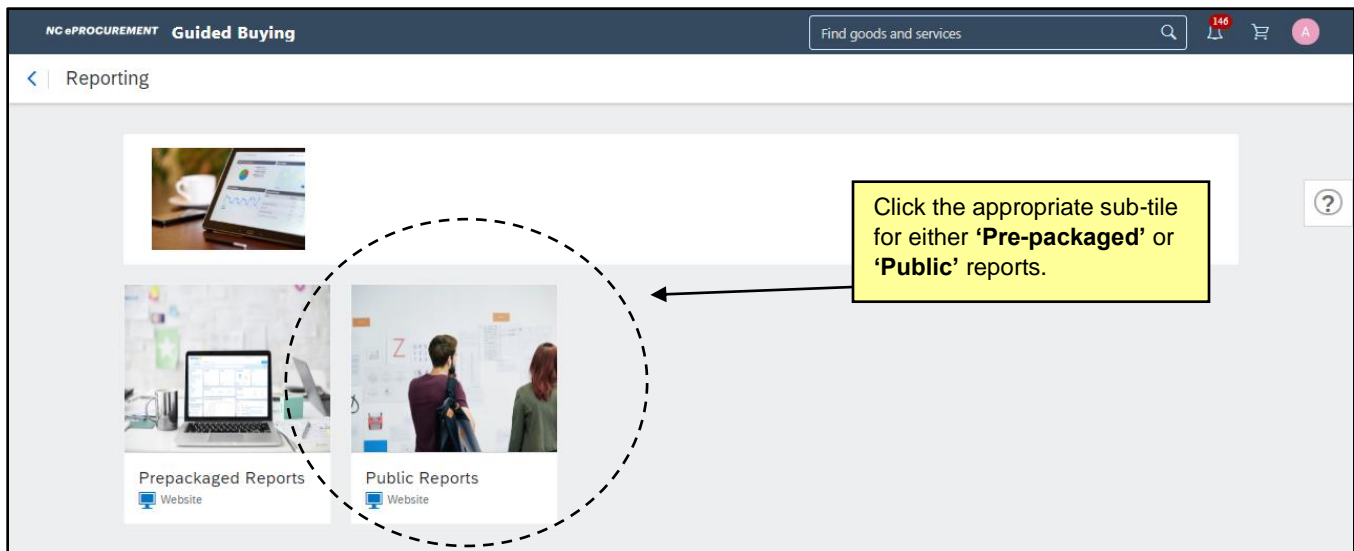 NC ePROCUREMENT Guided Buying
Find goods and services
146
A
Reporting
Click the appropriate sub-tile
for either ‘Pre-packaged’ or
‘Public’ reports.
?
Z
Prepackaged Reports
Website
Public Reports
Website